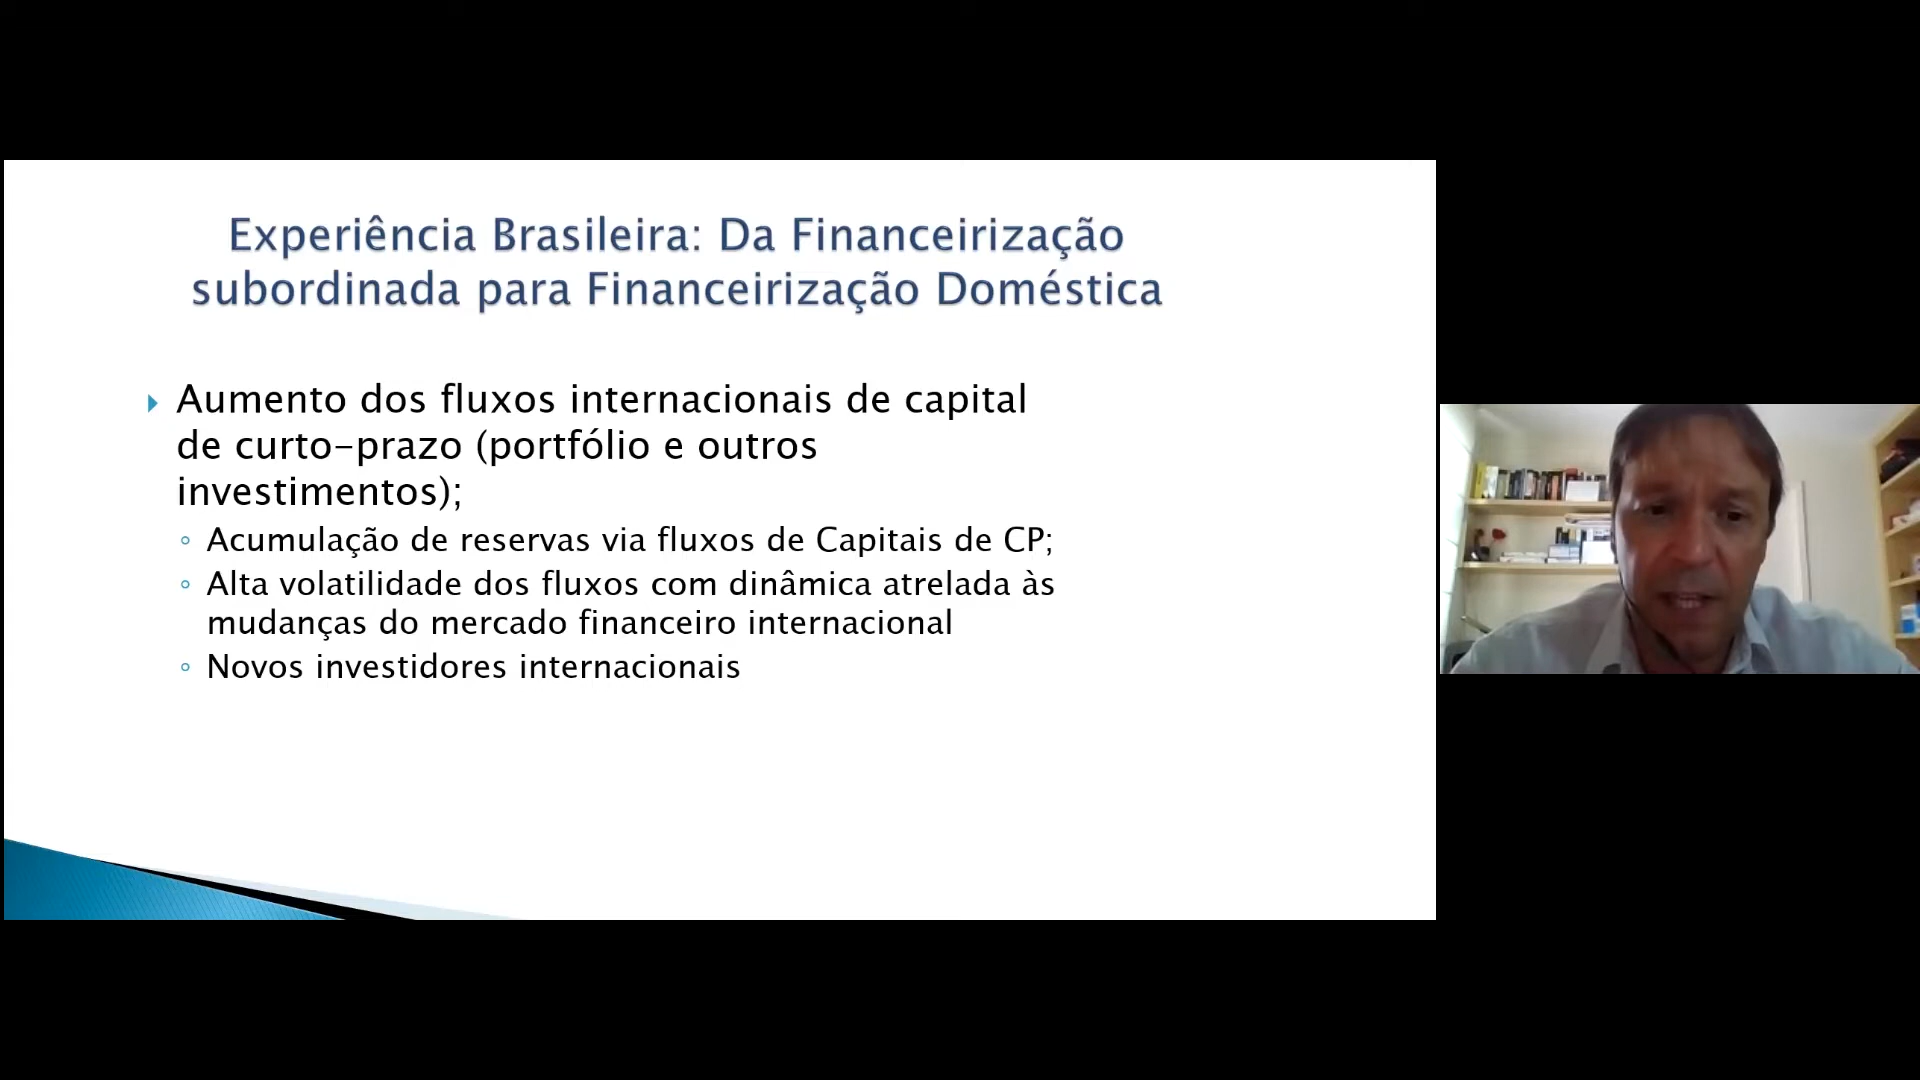 Experiência Brasileira: Da Financeirização
subordinada para Financeirização Doméstica
Aumento dos fluxos internacionais de capital
de curto-prazo (portfólio e outros
investimentos);
Acumulação de reservas via fluxos de Capitais de CP;
Alta volatilidade dos fluxos com dinâmica atrelada às
mudanças do mercado financeiro internacional
Novos investidores internacionais